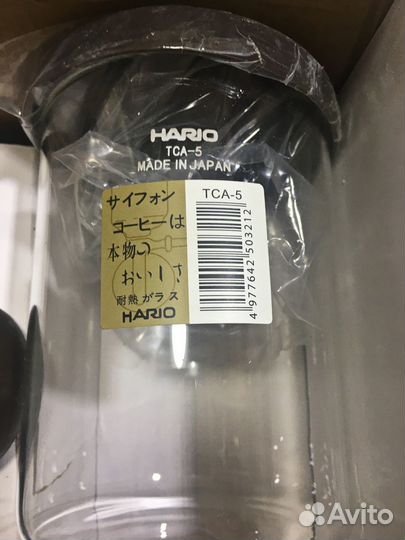 HARIO
TCA-5
MADE IN JAPAN
サイフォン
コーヒーは
本物の
おいしさ
耐熱ガラス
HARIO
TCA-5
4 977642 503212
Avito